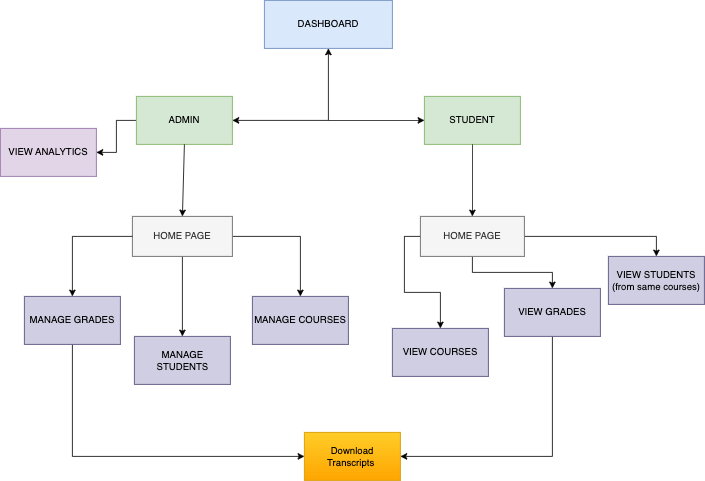 DASHBOARD
ADMIN
STUDENT
VIEW ANALYTICS
HOME PAGE
HOME PAGE
VIEW STUDENTS
(from same courses)
MANAGE GRADES
MANAGE COURSES
VIEW GRADES
MANAGE
STUDENTS
VIEW COURSES
Download
Transcripts